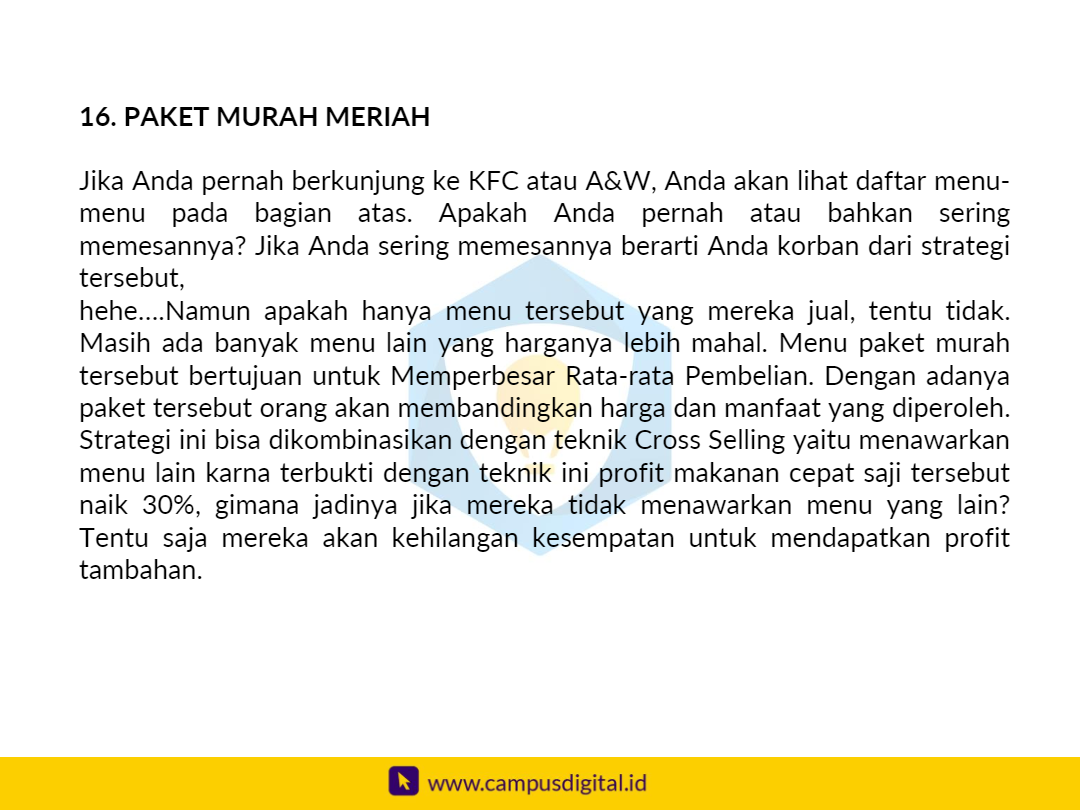 16. PAKET MURAH MERIAH
Jika Anda pernah berkunjung ke KFC atau A&W, Anda akan lihat daftar menu-
menu pada bagian atas. Apakah Anda pernah atau bahkan sering
memesannya? Jika Anda sering memesannya berarti Anda korban dari strategi
tersebut,
hehe....Namun apakah hanya menu tersebut yang mereka jual, tentu tidak.
Masih ada banyak menu lain yang harganya lebih mahal. Menu paket murah
tersebut bertujuan untuk Memperbesar Rata-rata Pembelian. Dengan adanya
paket tersebut orang akan membandingkan harga dan manfaat yang diperoleh.
Strategi ini bisa dikombinasikan dengan teknik Cross Selling yaitu menawarkan
menu lain karna terbukti dengan teknik ini profit makanan cepat saji tersebut
naik 30%, gimana jadinya jika mereka tidak menawarkan menu yang lain?
Tentu saja mereka akan kehilangan kesempatan untuk mendapatkan profit
tambahan.
www.campusdigital.id